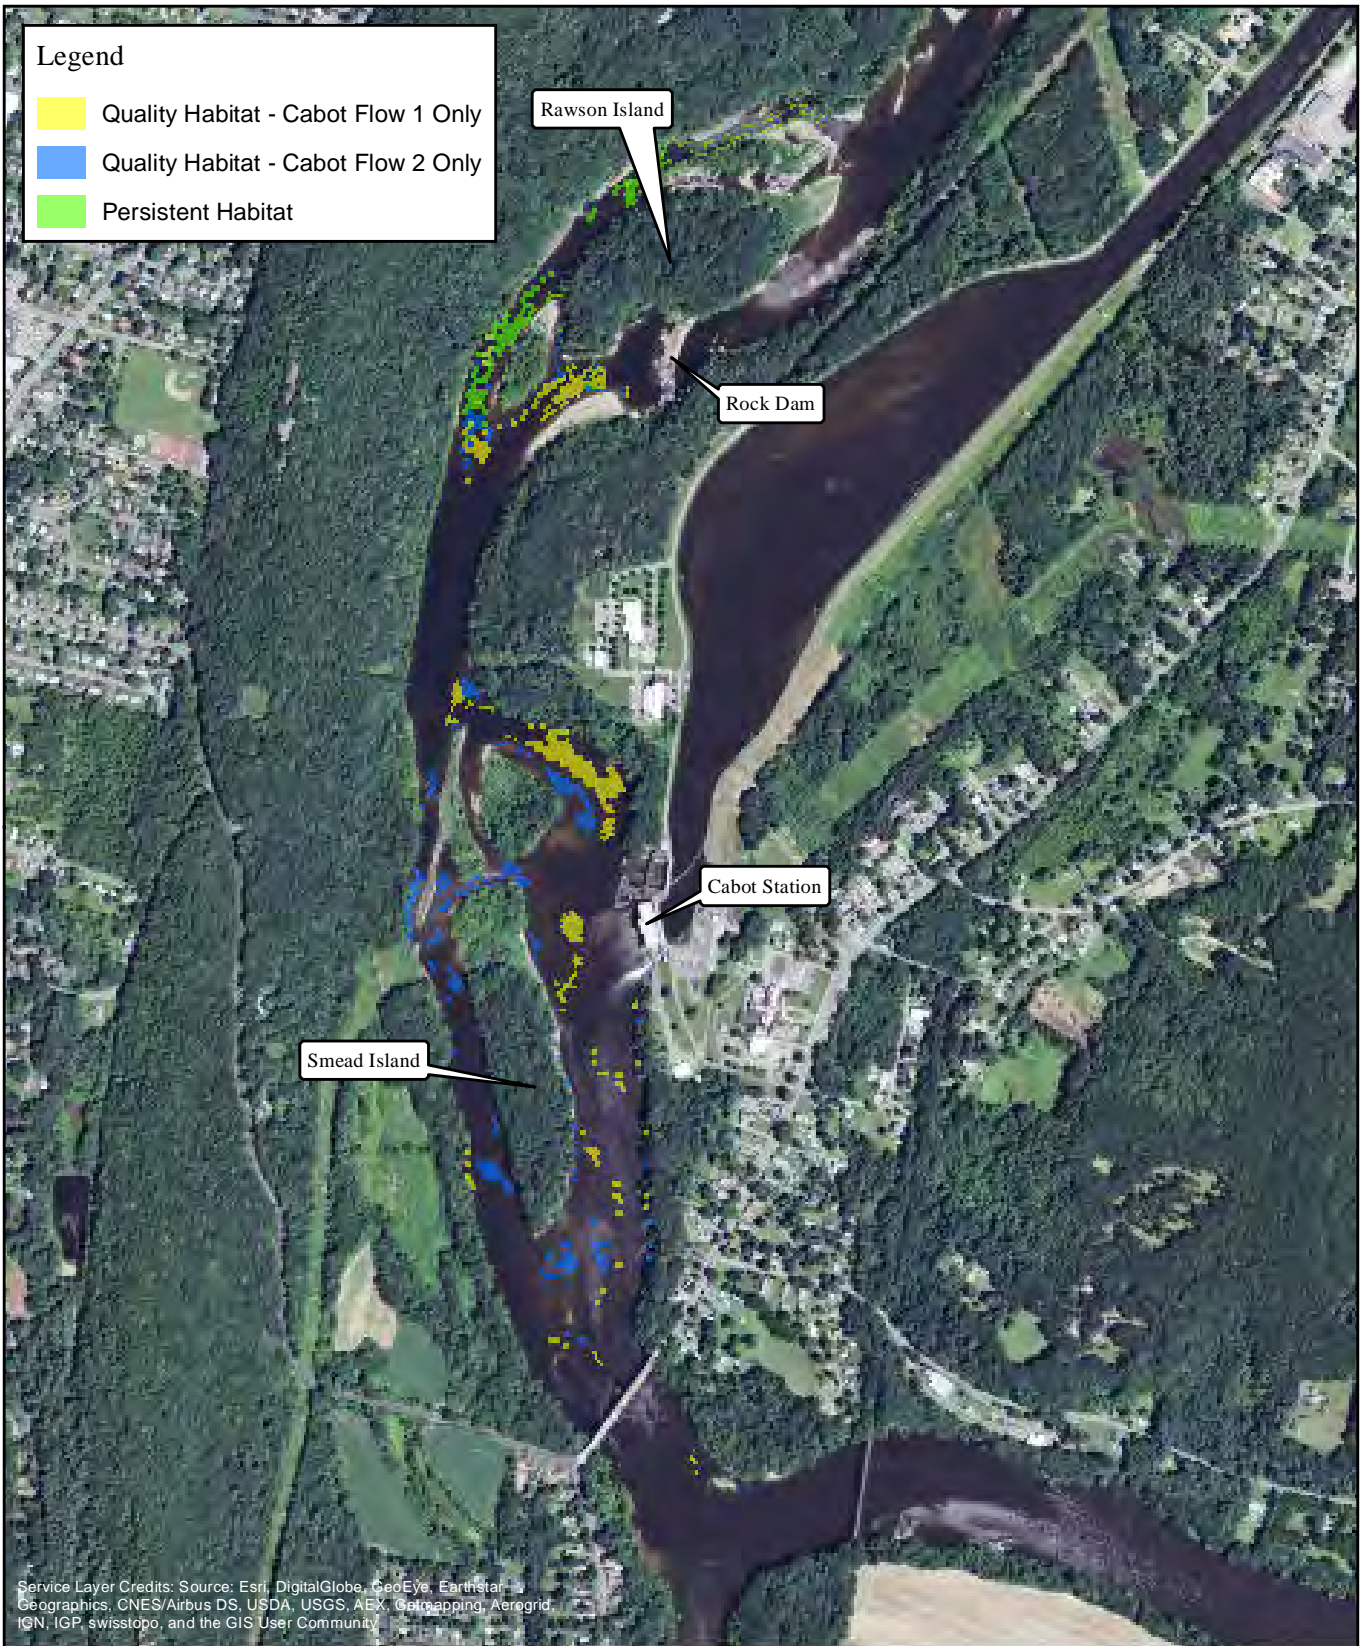 Legend
Quality Habitat - Cabot Flow 1 Only
Quality Habitat - Cabot Flow 2 Only
Persistent Habitat
Rawson Island
Rock Dam
Cabot Station
Smead Island
Service Layer Credits: Source: Esri, DigitalGlobe, GeoEye, Earthstar
Geographics, CNES/Airbus DS, USDA, USGS, AEX, Getmapping, Aerogrid,
IGN, IGP, swisstopo, and the GIS User Community